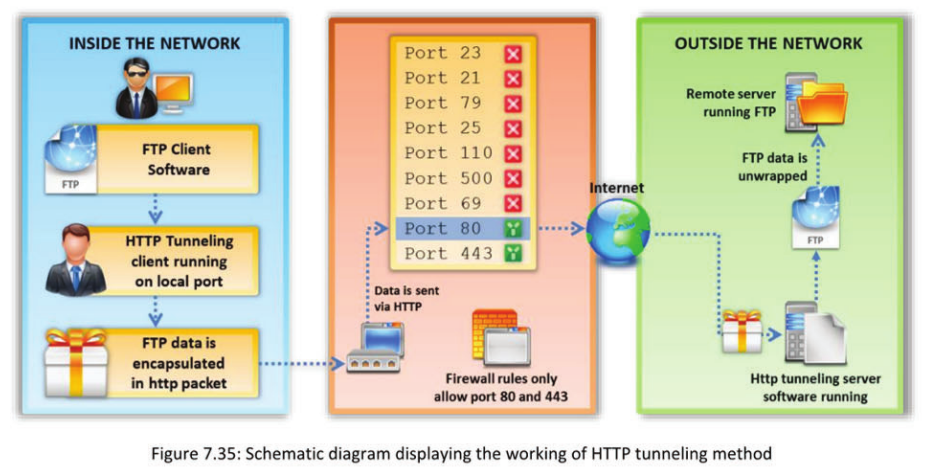 INSIDE THE NETWORK
FTP Client
Software
FTP
HTTP Tunneling
client running
on local port
FTP data is
encapsulated
in http packet
Port 23
Port 21
Port 79
Port 25
Port 110
Port 500
Port 69
Port 80
Port 443
Data is sent
via HTTP
Firewall rules only
allow port 80 and 443
Internet
OUTSIDE THE NETWORK
Remote server
running FTP
FTP data is
unwrapped
FTP
Http tunneling server
software running
Figure 7.35: Schematic diagram displaying the working of HTTP tunneling method